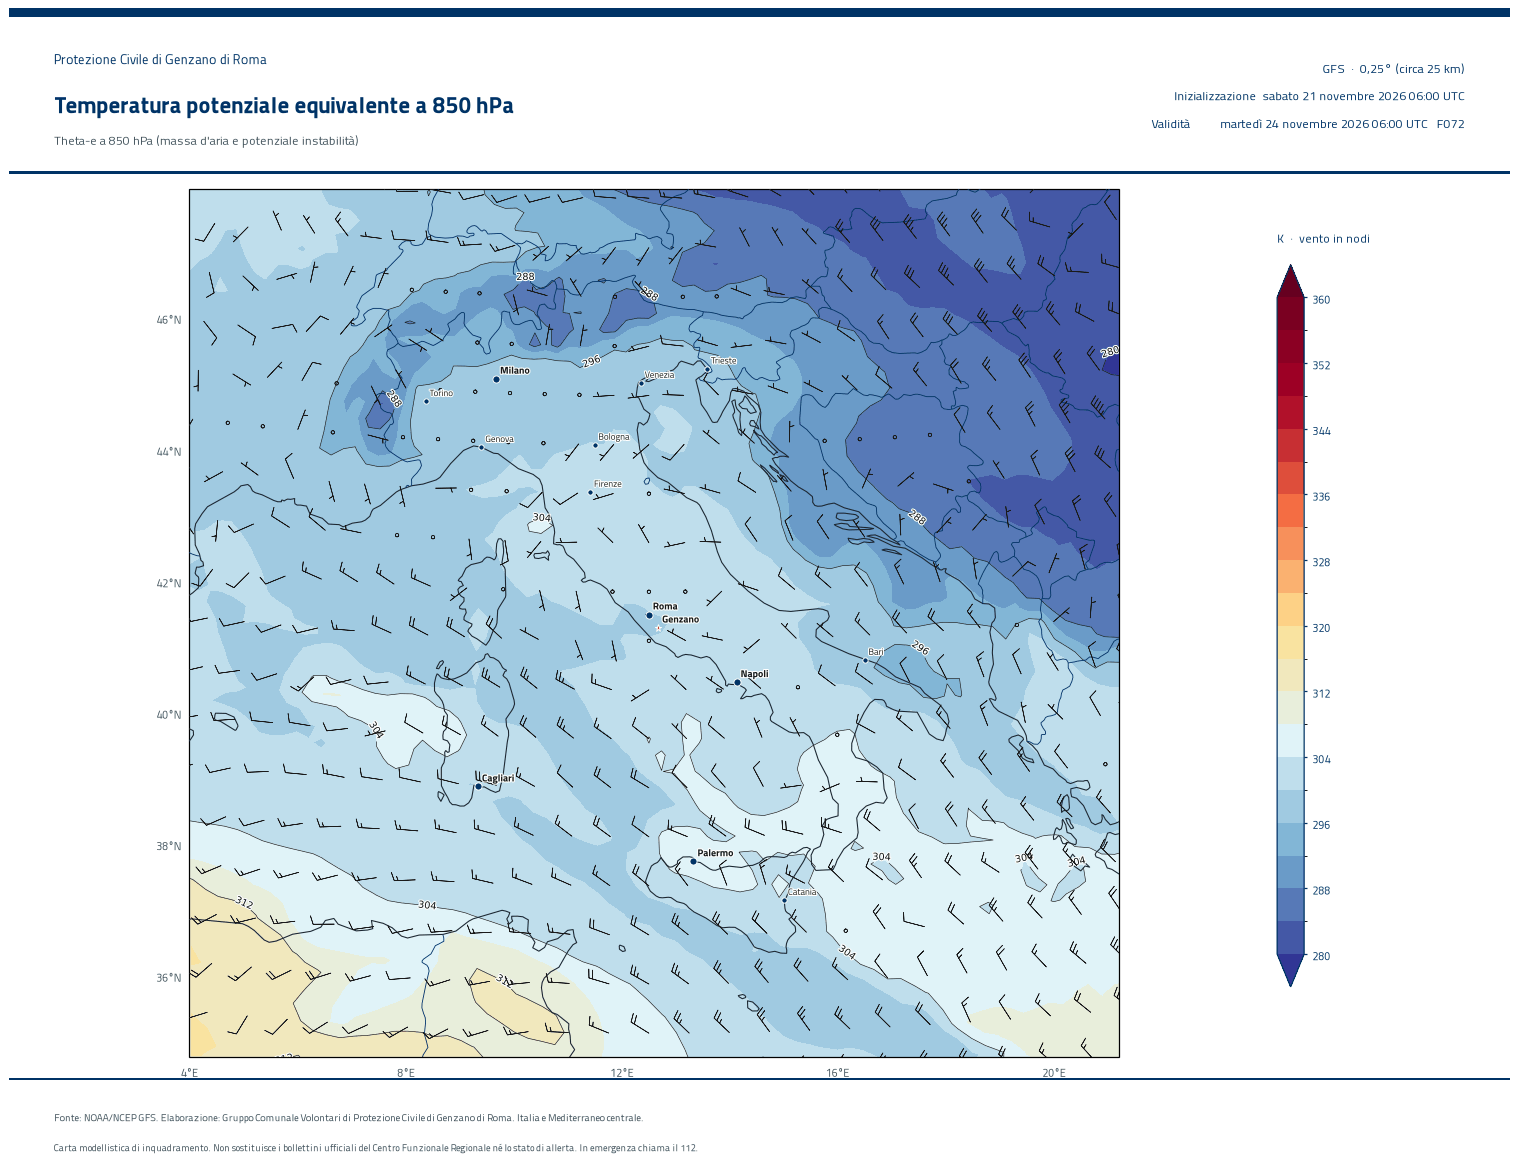 Protezione Civile di Genzano di Roma
Temperatura potenziale equivalente a 850 hPa
Theta-e a 850 hPa (massa d'aria e potenziale instabilità)
GFS · 0,25° (circa 25 km)
Inizializzazione sabato 21 novembre 2026 06:00 UTC
Validità martedì 24 novembre 2026 06:00 UTC F072
K · vento in nodi
360
352
344
336
328
320
312
304
296
288
280
46°N
44°N
42°N
40°N
38°N
36°N
4°E
8°E
12°E
16°E
20°E
288
288
280
Trieste
296
Milano
Venezia
288
Torino
Genova
Bologna
Firenze
304
288
Roma
Genzano
Bari
296
Napoli
304
Cagliari
Palermo
304
304
Catania
312
304
304
312
Fonte: NOAA/NCEP GFS. Elaborazione: Gruppo Comunale Volontari di Protezione Civile di Genzano di Roma. Italia e Mediterraneo centrale.
Carta modellistica di inquadramento. Non sostituisce i bollettini ufficiali del Centro Funzionale Regionale né lo stato di allerta. In emergenza chiama il 112.